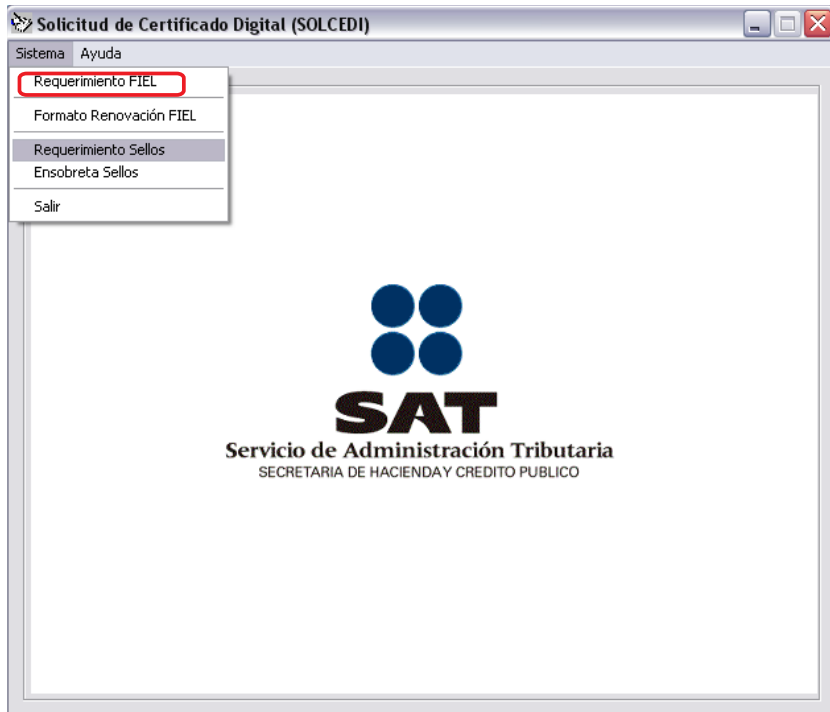 Solicitud de Certificado Digital (SOLCEDI)
Sistema Ayuda
Requerimiento FIEL
Formato Renovación FIEL
Requerimiento Sellos
Ensobreta Sellos
Salir
SAT
Servicio de Administración Tributaria
SECRETARIA DE HACIENDA Y CREDITO PUBLICO